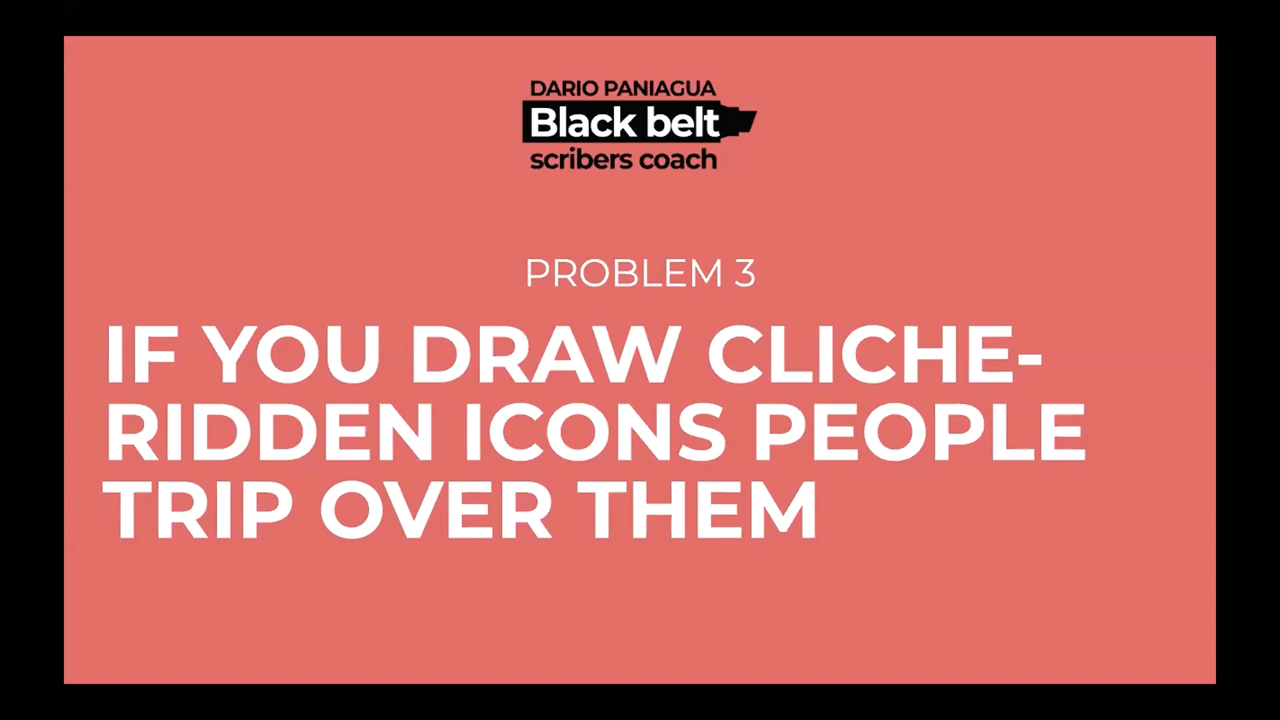 DARIO PANIAGUA
Black belt
scribers coach
PROBLEM 3
IF YOU DRAW CLICHE-
RIDDEN ICONS PEOPLE
TRIP OVER THEM